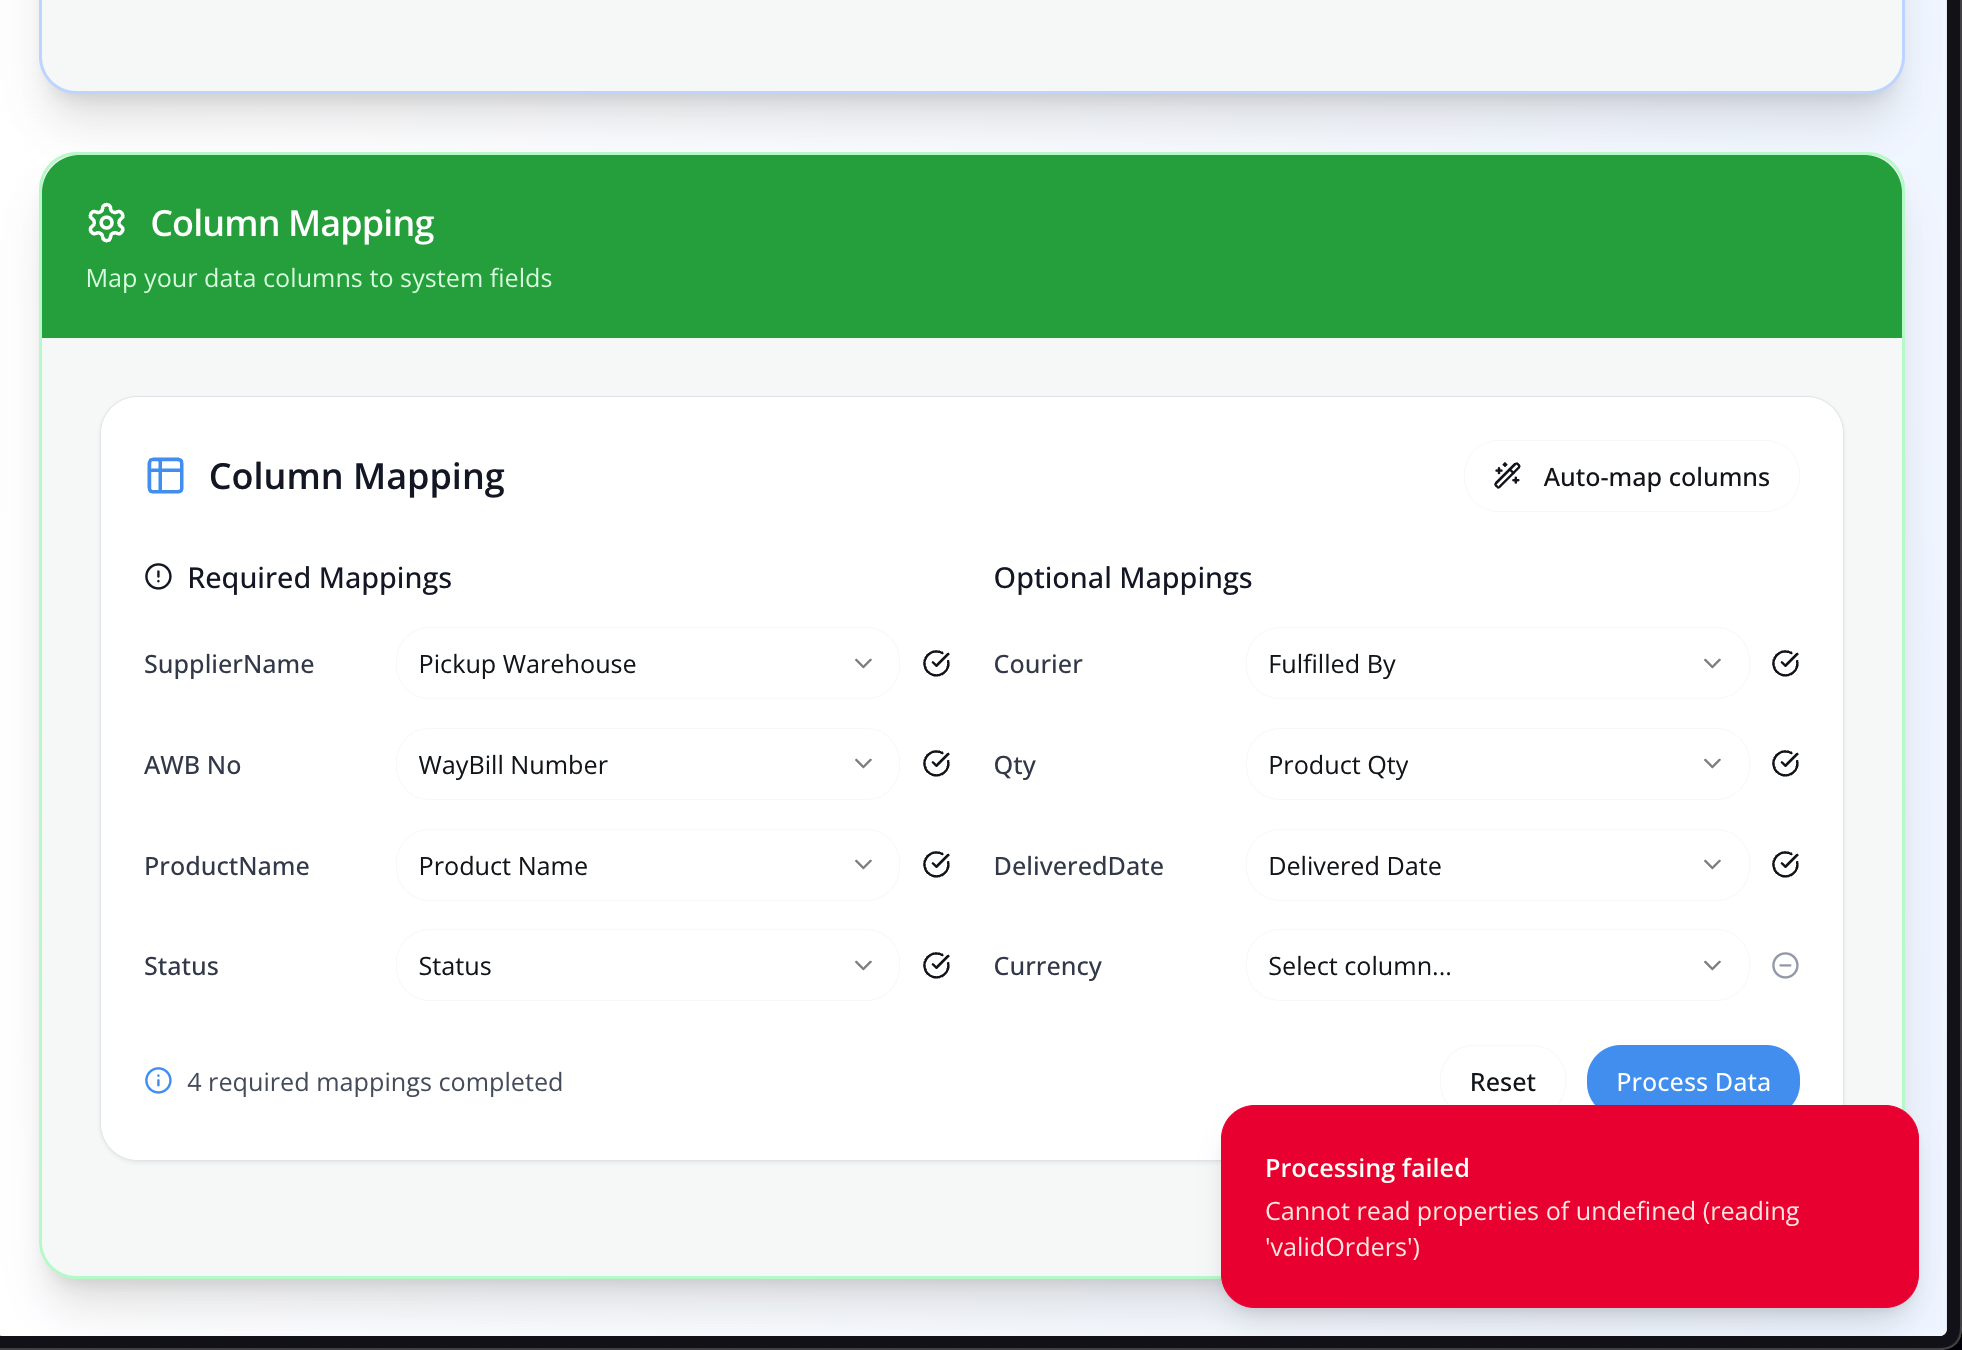 Column Mapping
Map your data columns to system fields
Column Mapping
Auto-map columns
Required Mappings
Optional Mappings
SupplierName
Pickup Warehouse
Courier
Fulfilled By
AWB No
WayBill Number
Qty
Product Qty
ProductName
Product Name
DeliveredDate
Delivered Date
Status
Status
Currency
Select column...
4 required mappings completed
Reset
Process Data
Processing failed
Cannot read properties of undefined (reading
'validOrders')